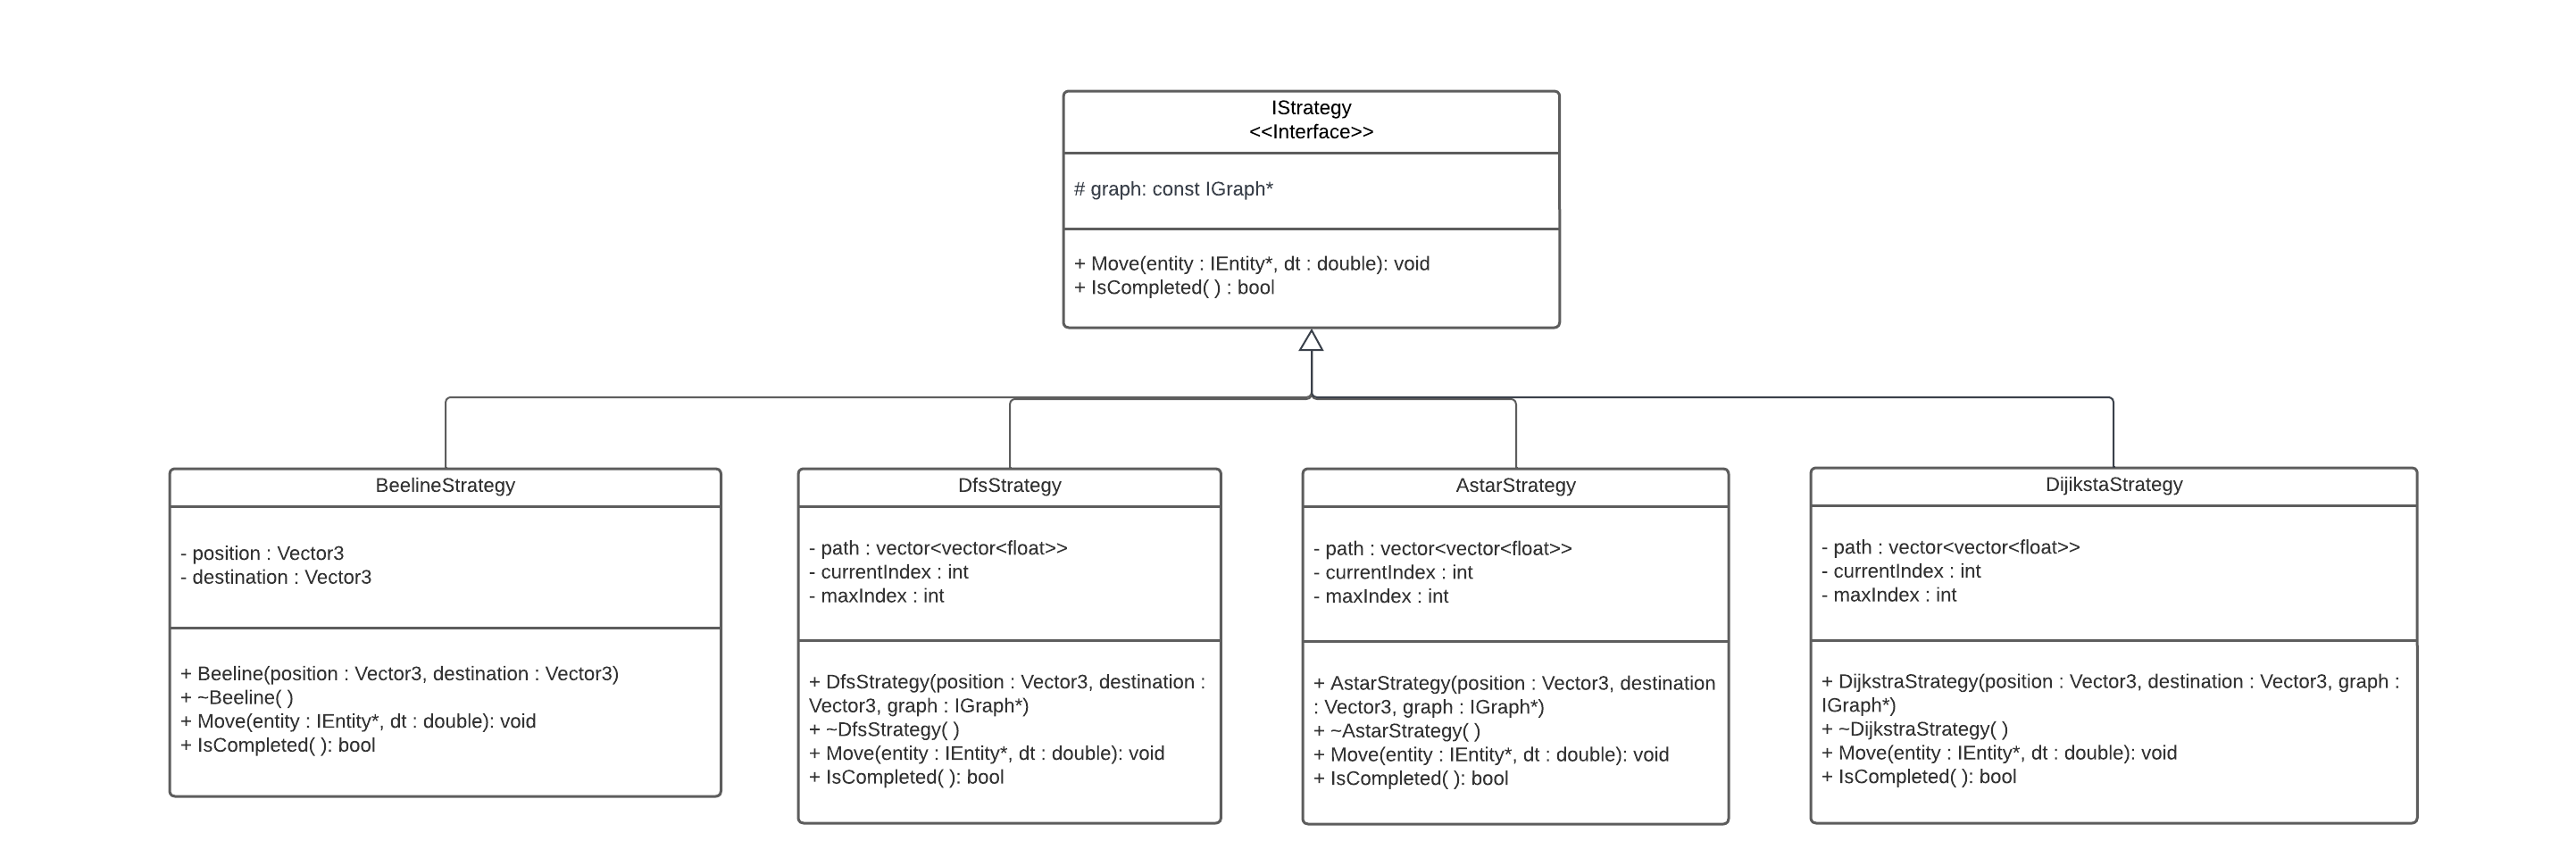 IStrategy
<<Interface>>
# graph: const IGraph*
+ Move(entity : IEntity*, dt : double): void
+ IsCompleted( ) : bool
BeelineStrategy
- position : Vector3
- destination : Vector3
+ Beeline(position : Vector3, destination : Vector3)
+ ~Beeline( )
+ Move(entity : IEntity*, dt : double): void
+ IsCompleted( ): bool
DfsStrategy
- path : vector<vector<float>>
- currentIndex : int
- maxIndex : int
+ DfsStrategy(position : Vector3, destination :
Vector3, graph : IGraph*)
+ ~DfsStrategy( )
+ Move(entity : IEntity*, dt : double): void
+ IsCompleted( ): bool
AstarStrategy
- path : vector<vector<float>>
- currentIndex : int
- maxIndex : int
+ AstarStrategy(position : Vector3, destination
: Vector3, graph : IGraph*)
+ ~AstarStrategy( )
+ Move(entity : IEntity*, dt : double): void
+ IsCompleted( ): bool
DijikstaStrategy
- path : vector<vector<float>>
- currentIndex : int
- maxIndex : int
+ DijkstraStrategy(position : Vector3, destination : Vector3, graph :
IGraph*)
+ ~DijkstraStrategy( )
+ Move(entity : IEntity*, dt : double): void
+ IsCompleted( ): bool